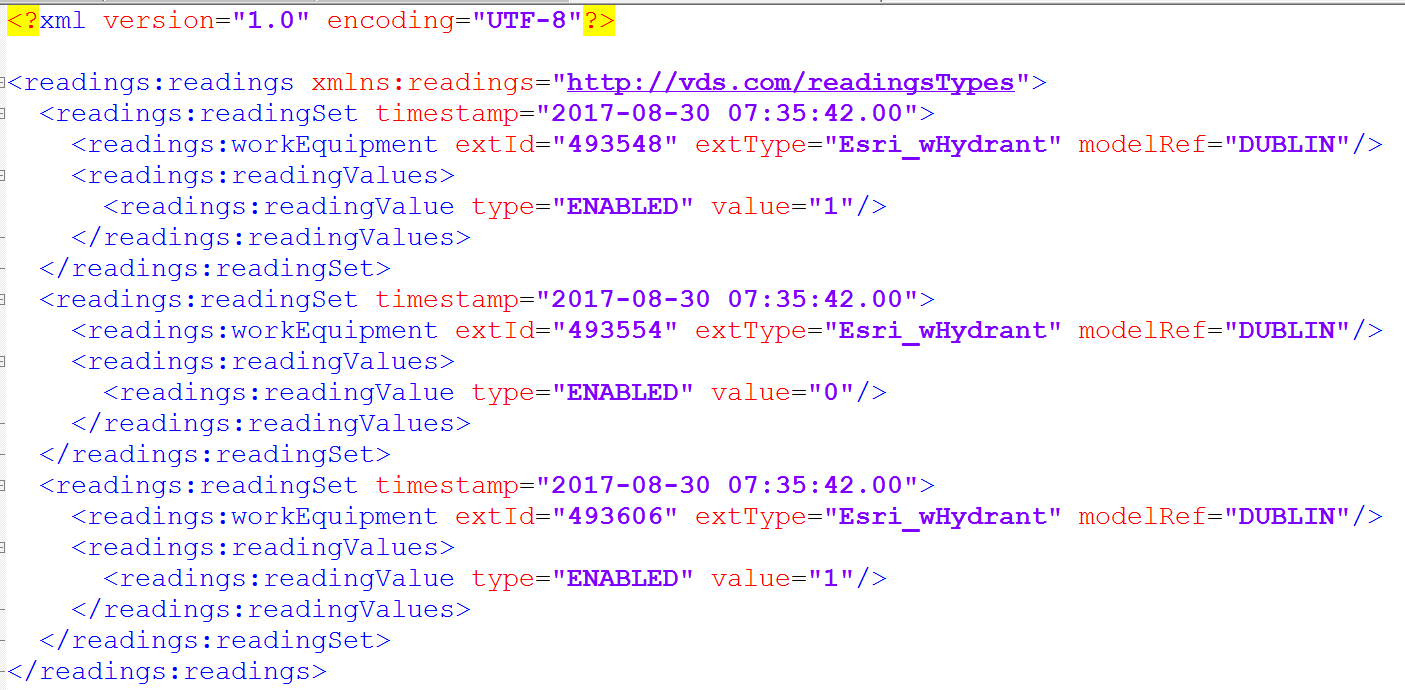 <?xml version="1.0" encoding="UTF-8"?>
<readings:readings xmlns:readings="http://vds.com/readingsTypes">
<readings:readingSet timestamp="2017-08-30 07:35:42.00">
<readings:workEquipment extId="493548" extType="Esri_wHydrant" modelRef="DUBLIN"/>
<readings:readingValues>
<readings:readingValue type="ENABLED" value="1"/>
</readings:readingValues>
</readings:readingSet>
<readings:readingSet timestamp="2017-08-30 07:35:42.00">
<readings:workEquipment extId="493554" extType="Esri_wHydrant" modelRef="DUBLIN"/>
<readings:readingValues>
<readings:readingValue type="ENABLED" value="0"/>
</readings:readingValues>
</readings:readingSet>
<readings:readingSet timestamp="2017-08-30 07:35:42.00">
<readings:workEquipment extId="493606" extType="Esri_wHydrant" modelRef="DUBLIN"/>
<readings:readingValues>
<readings:readingValue type="ENABLED" value="1"/>
</readings:readingValues>
</readings:readingSet>
</readings:readings>